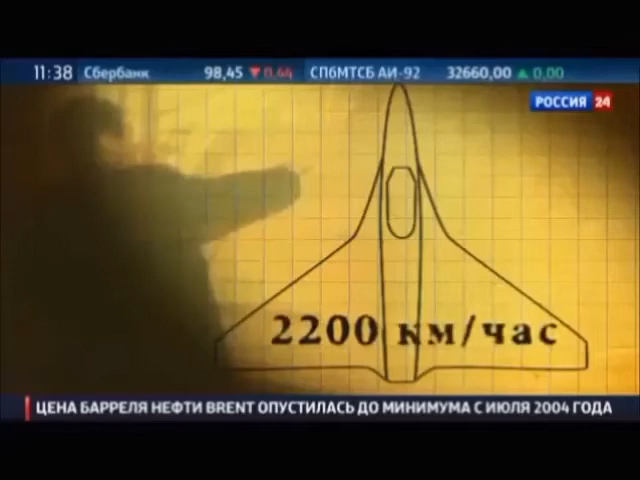 11:38 Сбербанк 98,45 ▼ 0.44 СПбМТСБ АИ-92 32660,00 ▲ 0,00
РОССИЯ 24
2200 км/час
ЦЕНА БАРРЕЛЯ НЕФТИ BRENT ОПУСТИЛАСЬ ДО МИНИМУМА С ИЮЛЯ 2004 ГОДА